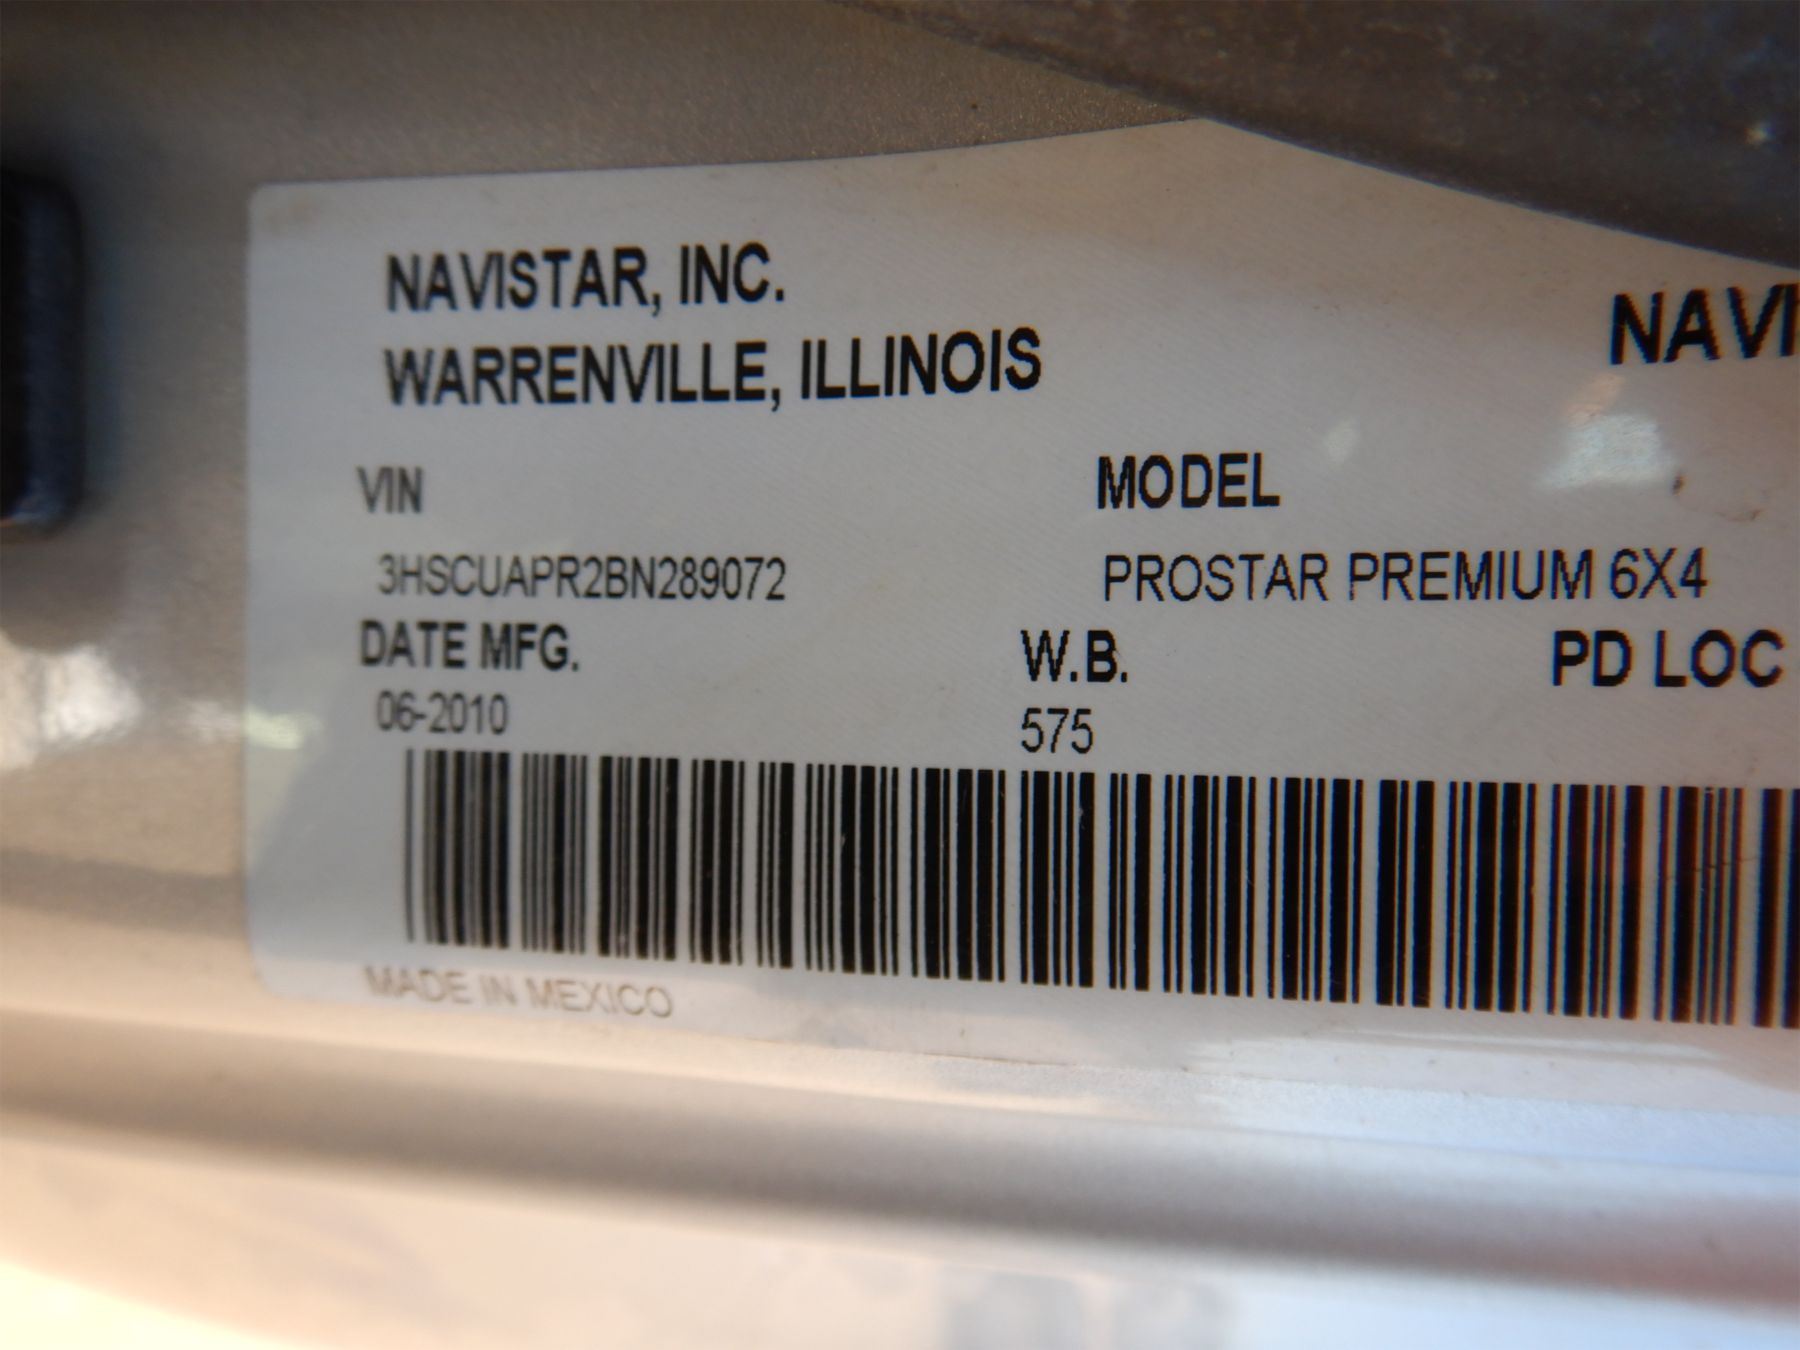 NAVISTAR, INC.
WARRENVILLE, ILLINOIS
NAVI
VIN
MODEL
3HSCUAPR2BN289072
PROSTAR PREMIUM 6X4
DATE MFG.
W.B.
PD LOC
06-2010
575
MADE IN MEXICO